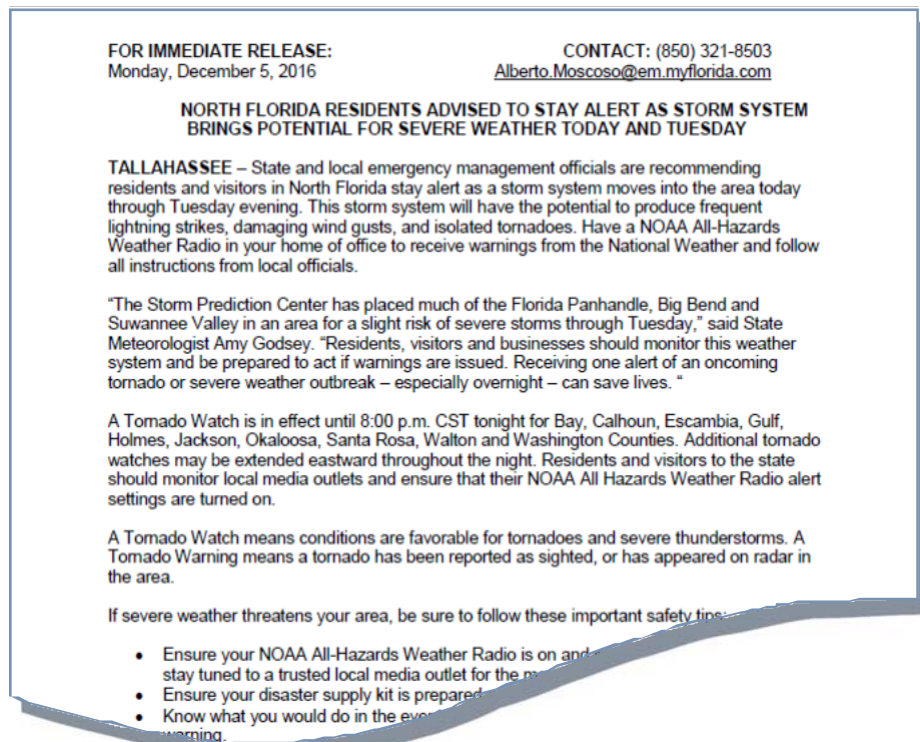 FOR IMMEDIATE RELEASE: CONTACT: (850) 321-8503
Monday, December 5, 2016 Alberto.Moscoso@em.myflorida.com
NORTH FLORIDA RESIDENTS ADVISED TO STAY ALERT AS STORM SYSTEM
BRINGS POTENTIAL FOR SEVERE WEATHER TODAY AND TUESDAY
TALLAHASSEE – State and local emergency management officials are recommending
residents and visitors in North Florida stay alert as a storm system moves into the area today
through Tuesday evening. This storm system will have the potential to produce frequent
lightning strikes, damaging wind gusts, and isolated tornadoes. Have a NOAA All-Hazards
Weather Radio in your home of office to receive warnings from the National Weather and follow
all instructions from local officials.
“The Storm Prediction Center has placed much of the Florida Panhandle, Big Bend and
Suwannee Valley in an area for a slight risk of severe storms through Tuesday,” said State
Meteorologist Amy Godsey. “Residents, visitors and businesses should monitor this weather
system and be prepared to act if warnings are issued. Receiving one alert of an oncoming
tornado or severe weather outbreak – especially overnight – can save lives. “
A Tornado Watch is in effect until 8:00 p.m. CST tonight for Bay, Calhoun, Escambia, Gulf,
Holmes, Jackson, Okaloosa, Santa Rosa, Walton and Washington Counties. Additional tornado
watches may be extended eastward throughout the night. Residents and visitors to the state
should monitor local media outlets and ensure that their NOAA All Hazards Weather Radio alert
settings are turned on.
A Tornado Watch means conditions are favorable for tornadoes and severe thunderstorms. A
Tornado Warning means a tornado has been reported as sighted, or has appeared on radar in
the area.
If severe weather threatens your area, be sure to follow these important safety tips:
• Ensure your NOAA All-Hazards Weather Radio is on and
stay tuned to a trusted local media outlet for the
• Ensure your disaster supply kit is prepared
• Know what you would do in the
warning.